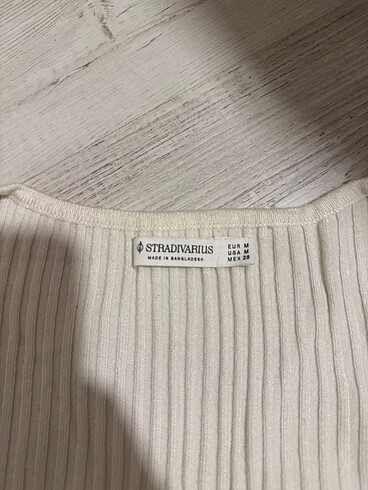 STRADIVARIUS
MADE IN BANGLADESH
EUR M
USA M
MEX 28